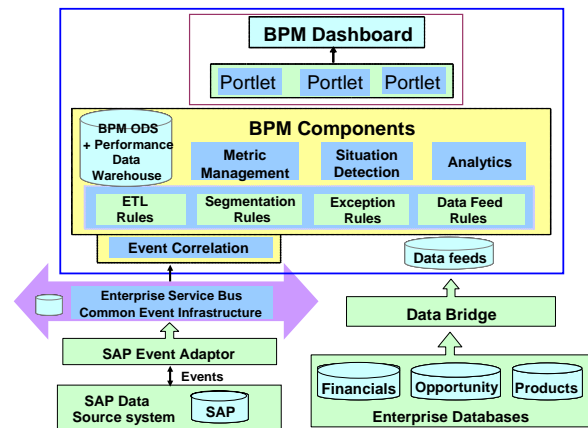 BPM Dashboard
Portlet Portlet Portlet
BPM ODS
+ Performance
Data
Warehouse
BPM Components
Metric
Management
Situation
Detection
Analytics
ETL
Rules
Segmentation
Rules
Exception
Rules
Data Feed
Rules
Event Correlation
Data feeds
Enterprise Service Bus
Common Event Infrastructure
Data Bridge
SAP Event Adaptor
Events
SAP Data
Source system
SAP
Financials
Opportunity
Products
Enterprise Databases